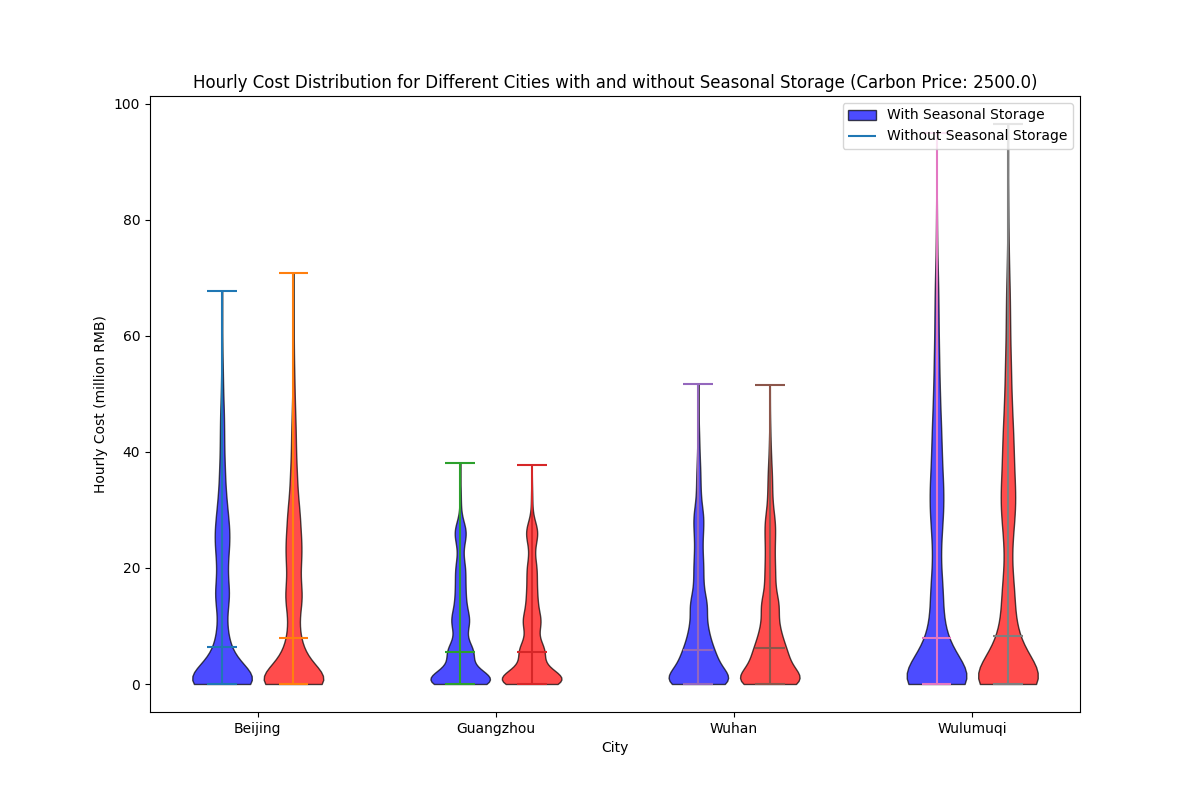 Hourly Cost Distribution for Different Cities with and without Seasonal Storage (Carbon Price: 2500.0)
With Seasonal Storage
Without Seasonal Storage
100
80
60
40
20
0
Hourly Cost (million RMB)
Beijing
Guangzhou
Wuhan
Wulumuqi
City